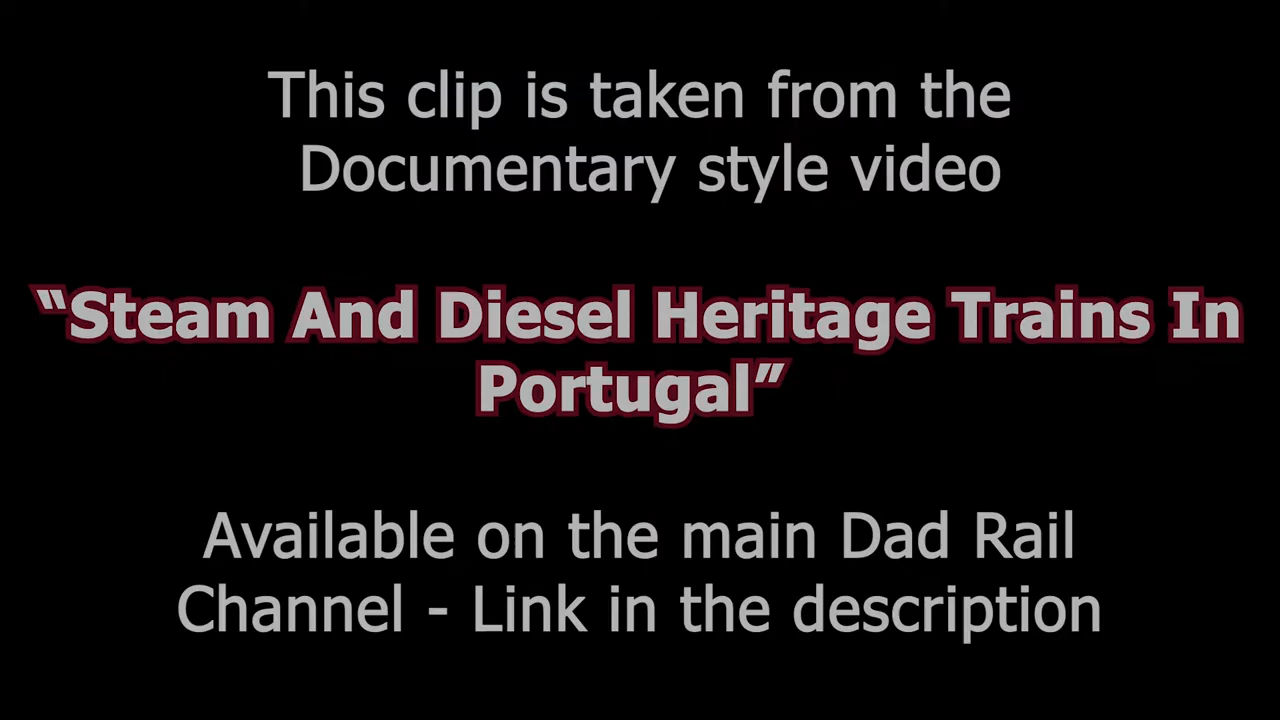 This clip is taken from the
Documentary style video
“Steam And Diesel Heritage Trains In
Portugal”
Available on the main Dad Rail
Channel - Link in the description